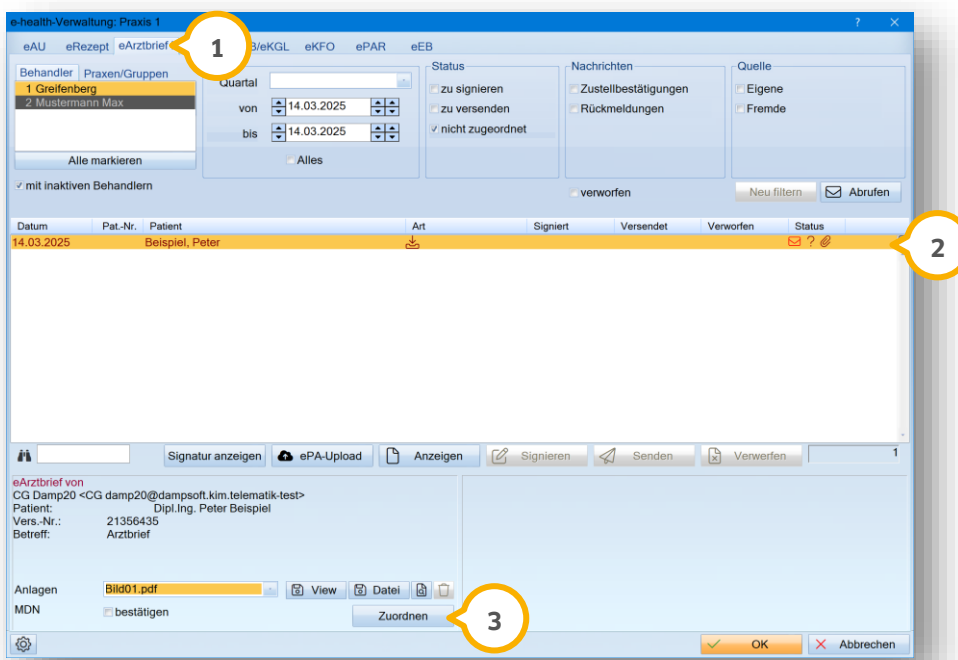 e-health-Verwaltung: Praxis 1 ? ×
eAU eRezept eArztbrief 1 /eKGL eKFO ePAR eEB
Behandler Praxen/Gruppen
1 Greifenberg
2 Mustermann Max
Alle markieren
mit inaktiven Behandlern
Quartal
von 14.03.2025
bis 14.03.2025
Alles
Status
zu signieren
zu versenden
nicht zugeordnet
Nachrichten
Zustellbestätigungen
Rückmeldungen
verworfen
Quelle
Eigene
Fremde
Neu filtern Abrufen
Datum Pat.-Nr. Patient Art Signiert Versendet Verworfen Status
14.03.2025 Beispiel, Peter ? 2
Signatur anzeigen ePA-Upload Anzeigen Signieren Senden Verwerfen 1
eArztbrief von
CG Damp20 <CG damp20@dampsoft.kim.telematik-test>
Patient: Dipl.Ing. Peter Beispiel
Vers.-Nr.: 21356435
Betreff: Arztbrief
Anlagen Bild01.pdf View Datei
MDN bestätigen Zuordnen 3
OK Abbrechen